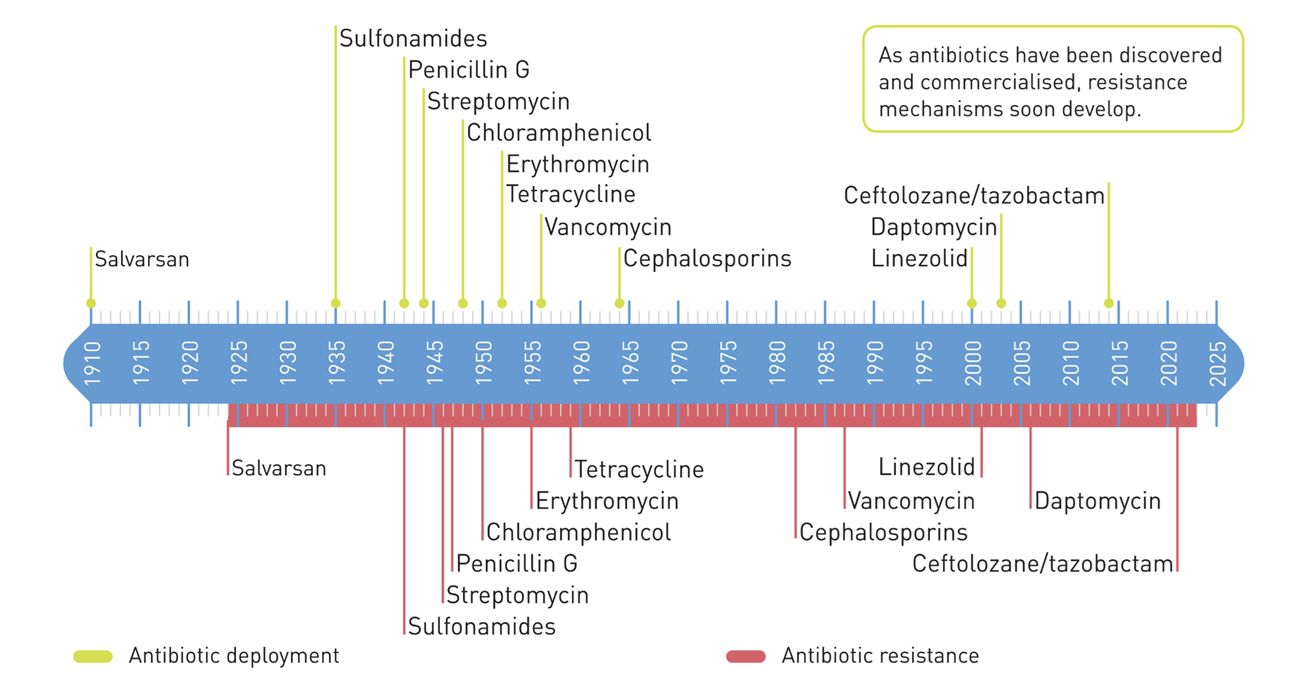 Sulfonamides
Penicillin G
Streptomycin
Chloramphenicol
Erythromycin
Tetracycline
Vancomycin
Cephalosporins
Salvarsan
As antibiotics have been discovered
and commercialised, resistance
mechanisms soon develop.
Ceftolozane/tazobactam
Daptomycin
Linezolid
1910 1915 1920 1925 1930 1935 1940 1945 1950 1955 1960 1965 1970 1975 1980 1985 1990 1995 2000 2005 2010 2015 2020 2025
Salvarsan
Tetracycline
Erythromycin
Chloramphenicol
Penicillin G
Streptomycin
Sulfonamides
Linezolid
Vancomycin
Daptomycin
Cephalosporins
Ceftolozane/tazobactam
Antibiotic deployment
Antibiotic resistance